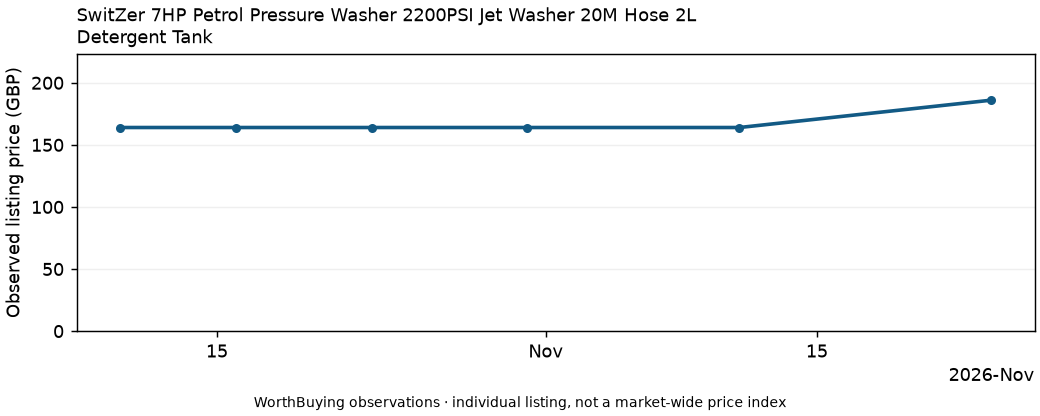 SwitZer 7HP Petrol Pressure Washer 2200PSI Jet Washer 20M Hose 2L
Detergent Tank
Observed listing price (GBP)
200
150
100
50
0
15
Nov
15
2026-Nov
WorthBuying observations · individual listing, not a market-wide price index